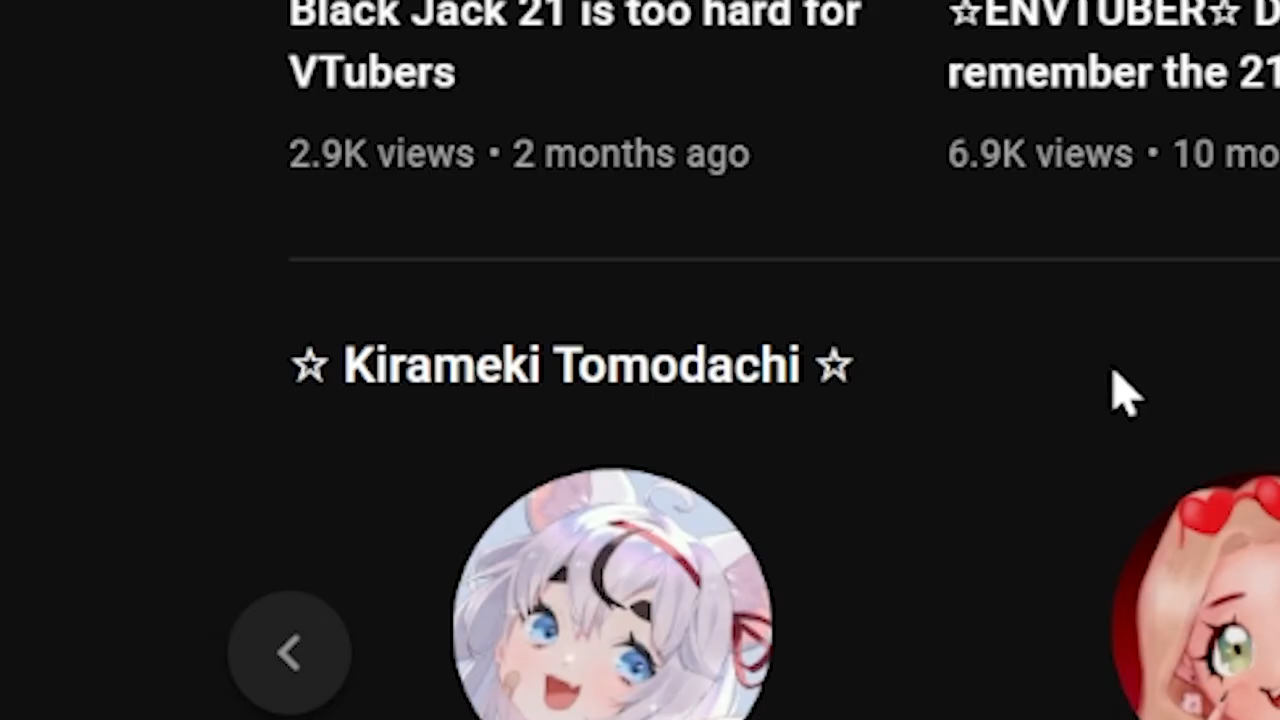 Black Jack 21 is too hard for
VTubers
2.9K views • 2 months ago
☆ENVTUBER☆ D
remember the 21
6.9K views • 10 mo
☆ Kirameki Tomodachi ☆